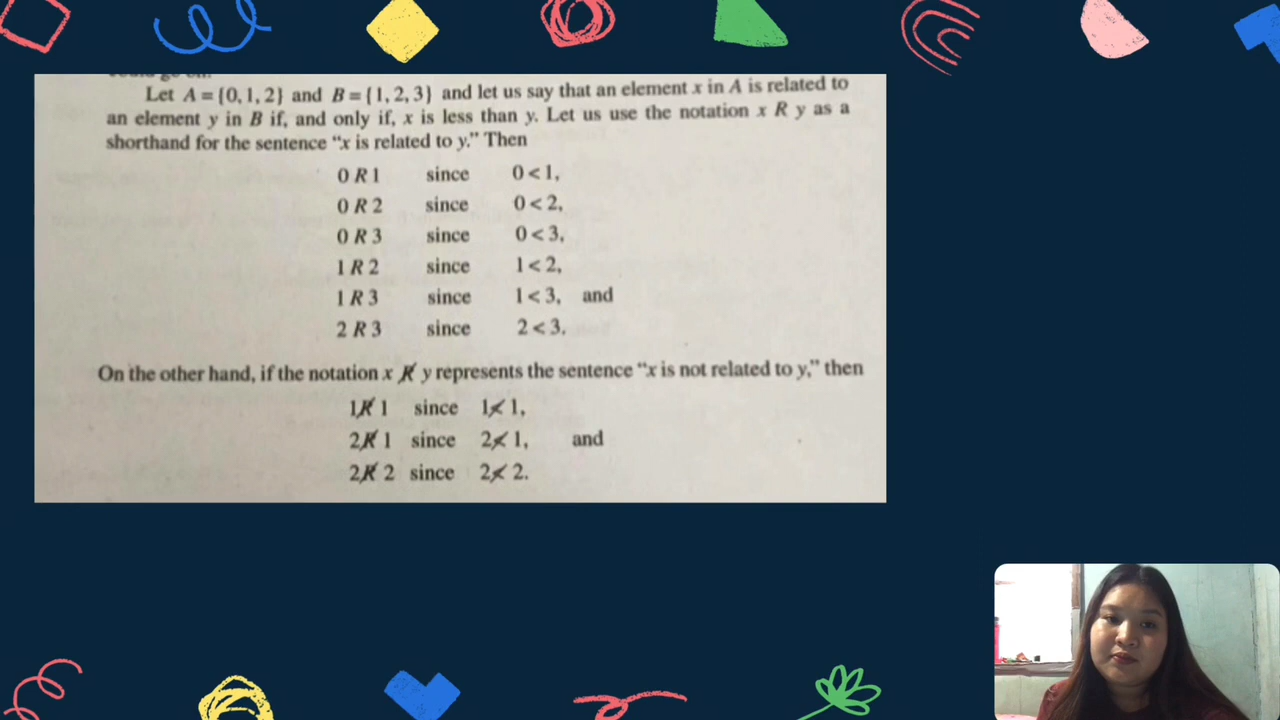 Let A = {0, 1, 2} and B = {1, 2, 3} and let us say that an element x in A is related to
an element y in B if, and only if, x is less than y. Let us use the notation x R y as a
shorthand for the sentence “x is related to y.” Then
0 R 1 since 0 < 1,
0 R 2 since 0 < 2,
0 R 3 since 0 < 3,
1 R 2 since 1 < 2,
1 R 3 since 1 < 3, and
2 R 3 since 2 < 3.
On the other hand, if the notation x R̸ y represents the sentence “x is not related to y,” then
1 R̸ 1 since 1 ≮ 1,
2 R̸ 1 since 2 ≮ 1, and
2 R̸ 2 since 2 ≮ 2.